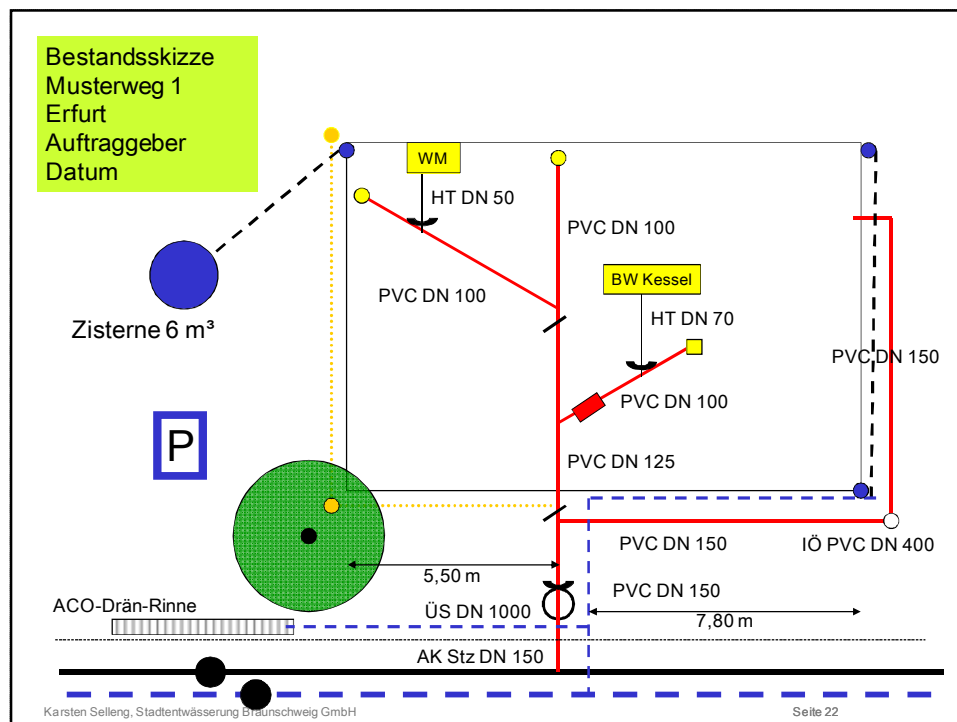 Bestandsskizze
Musterweg 1
Erfurt
Auftraggeber
Datum
WM
HT DN 50
PVC DN 100
PVC DN 100
BW Kessel
HT DN 70
Zisterne 6 m³
PVC DN 150
PVC DN 100
P
PVC DN 125
PVC DN 150
IÖ PVC DN 400
5,50 m
PVC DN 150
ACO-Drän-Rinne
ÜS DN 1000
7,80 m
AK Stz DN 150
Karsten Selleng, Stadtentwässerung Braunschweig GmbH
Seite 22